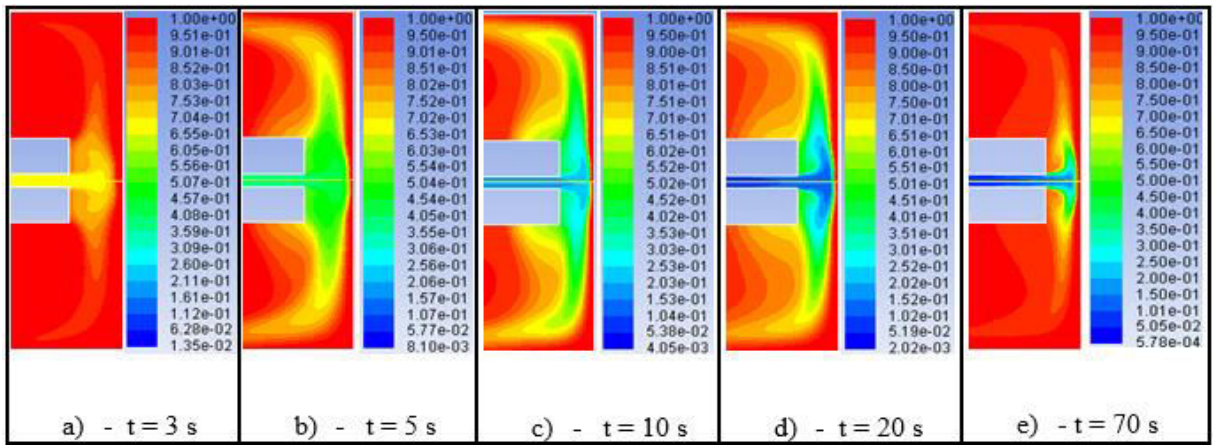 1.00e+00
9.51e-01
9.01e-01
8.52e-01
8.03e-01
7.53e-01
7.04e-01
6.55e-01
6.05e-01
5.56e-01
5.07e-01
4.57e-01
4.08e-01
3.59e-01
3.09e-01
2.60e-01
2.11e-01
1.61e-01
1.12e-01
6.28e-02
1.35e-02
a) - t = 3 s
1.00e+00
9.50e-01
9.01e-01
8.51e-01
8.02e-01
7.52e-01
7.02e-01
6.53e-01
6.03e-01
5.54e-01
5.04e-01
4.54e-01
4.05e-01
3.55e-01
3.06e-01
2.56e-01
2.06e-01
1.57e-01
1.07e-01
5.77e-02
8.10e-03
b) - t = 5 s
1.00e+00
9.50e-01
9.00e-01
8.51e-01
8.01e-01
7.51e-01
7.01e-01
6.51e-01
6.02e-01
5.52e-01
5.02e-01
4.52e-01
4.02e-01
3.53e-01
3.03e-01
2.53e-01
2.03e-01
1.53e-01
1.04e-01
5.38e-02
4.05e-03
c) - t = 10 s
1.00e+00
9.50e-01
9.00e-01
8.50e-01
8.00e-01
7.50e-01
7.01e-01
6.51e-01
6.01e-01
5.51e-01
5.01e-01
4.51e-01
4.01e-01
3.51e-01
3.01e-01
2.52e-01
2.02e-01
1.52e-01
1.02e-01
5.19e-02
2.02e-03
d) - t = 20 s
1.00e+00
9.50e-01
9.00e-01
8.50e-01
8.00e-01
7.50e-01
7.00e-01
6.50e-01
6.00e-01
5.50e-01
5.00e-01
4.50e-01
4.00e-01
3.50e-01
3.00e-01
2.50e-01
2.00e-01
1.50e-01
1.01e-01
5.05e-02
5.78e-04
e) - t = 70 s